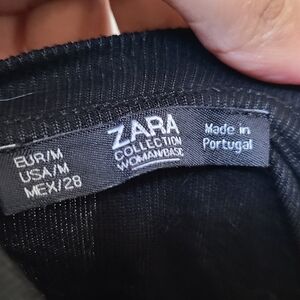 EUR/M
USA/M
MEX/28
ZARA
COLLECTION
WOMAN/BASIC
Made in
Portugal